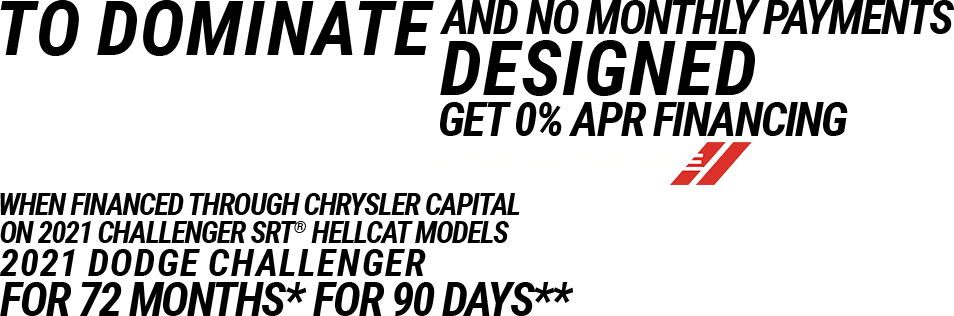 TO DOMINATE
AND NO MONTHLY PAYMENTS
DESIGNED
GET 0% APR FINANCING
WHEN FINANCED THROUGH CHRYSLER CAPITAL
ON 2021 CHALLENGER SRT® HELLCAT MODELS
2021 DODGE CHALLENGER
FOR 72 MONTHS* FOR 90 DAYS**